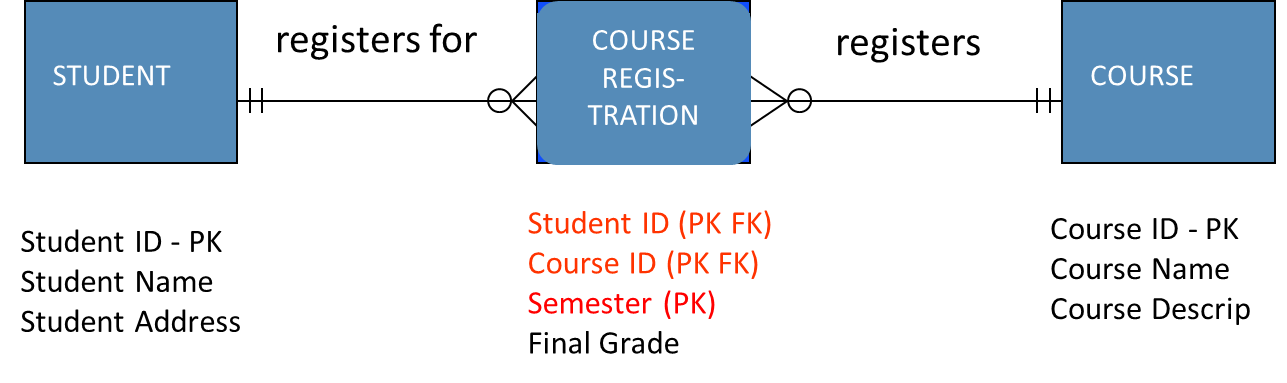 STUDENT
registers for
COURSE
REGIS-
TRATION
registers
COURSE
Student ID - PK
Student Name
Student Address
Student ID (PK FK)
Course ID (PK FK)
Semester (PK)
Final Grade
Course ID - PK
Course Name
Course Descrip